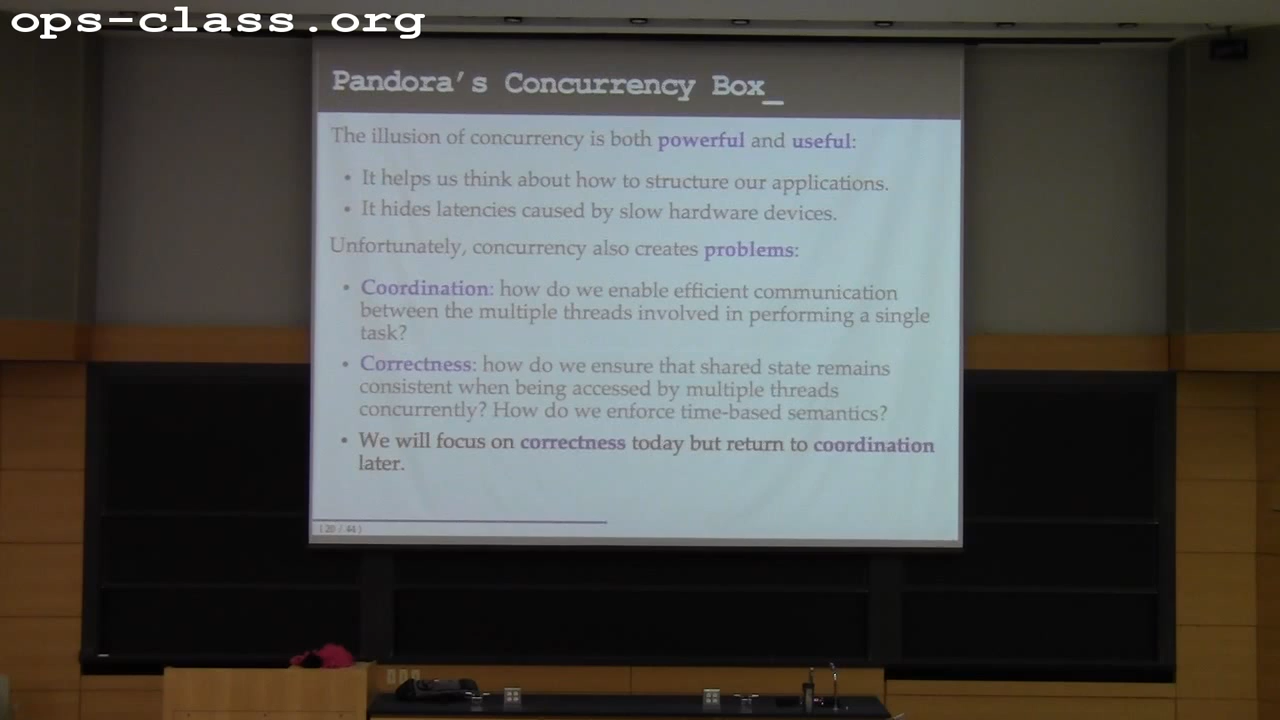 ops-class.org
Pandora's Concurrency Box_
The illusion of concurrency is both powerful and useful:
• It helps us think about how to structure our applications.
• It hides latencies caused by slow hardware devices.
Unfortunately, concurrency also creates problems:
• Coordination: how do we enable efficient communication
between the multiple threads involved in performing a single
task?
• Correctness: how do we ensure that shared state remains
consistent when being accessed by multiple threads
concurrently? How do we enforce time-based semantics?
• We will focus on correctness today but return to coordination
later.
( 20 / 44 )